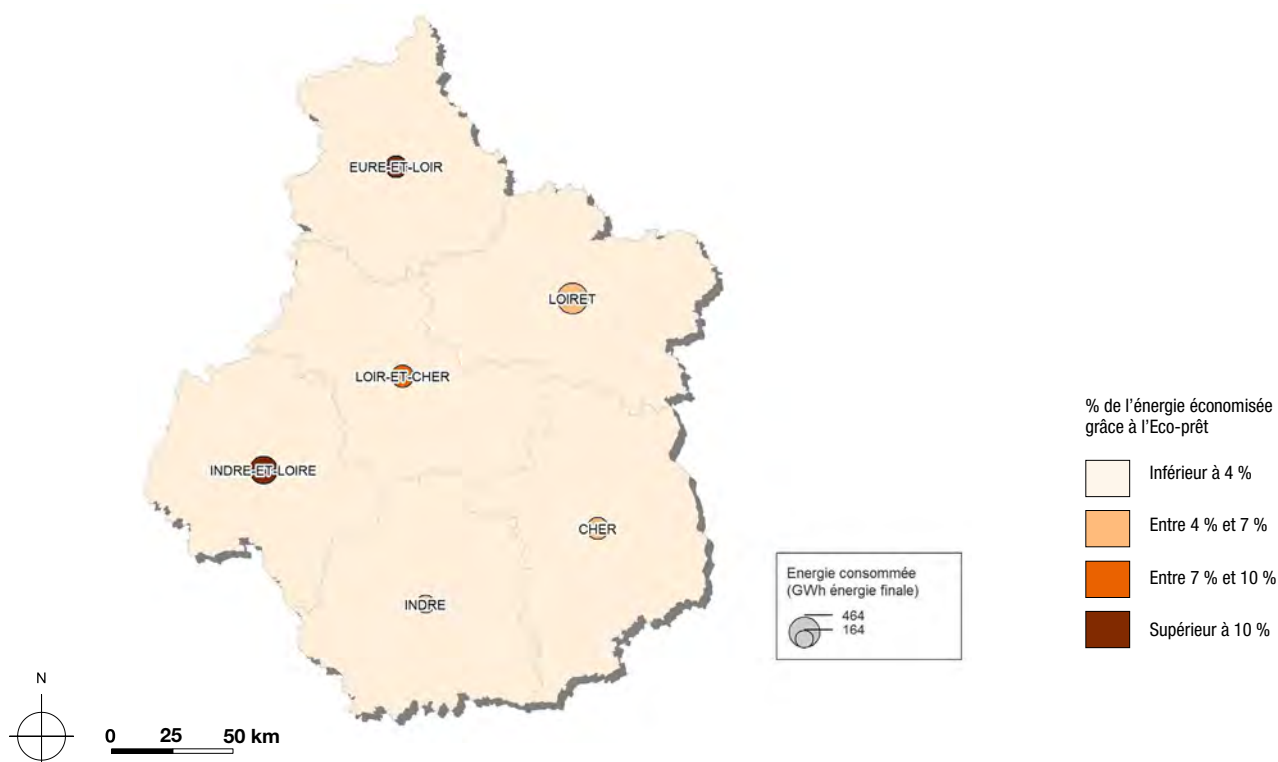 EURE-ET-LOIR
LOIRET
LOIR-ET-CHER
INDRE-ET-LOIRE
CHER
INDRE
Energie consommée
(GWh énergie finale)
464
164
% de l'énergie économisée
grâce à l'Eco-prêt
Inférieur à 4 %
Entre 4 % et 7 %
Entre 7 % et 10 %
Supérieur à 10 %
N
0 25 50 km